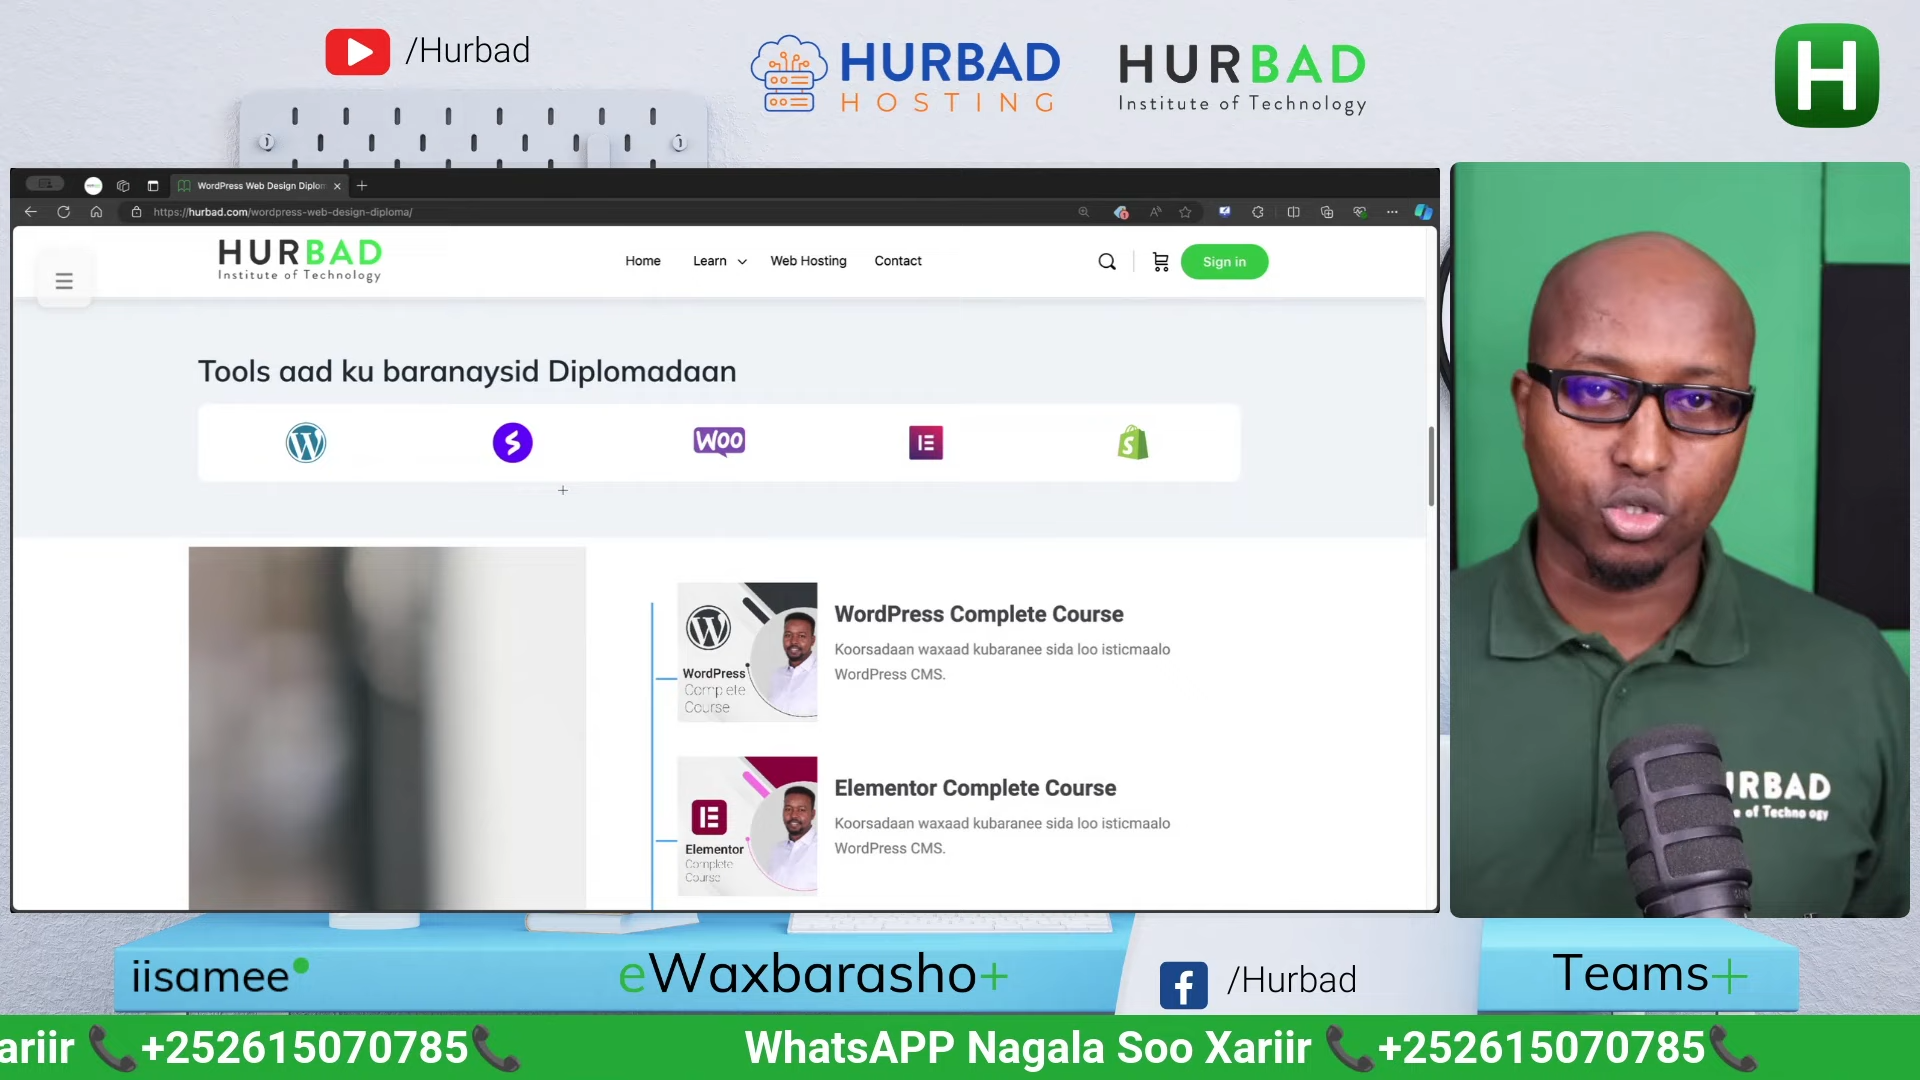 /Hurbad
HURBAD
HOSTING
HURBAD
Institute of Technology
H
WordPress Web Design Diplom
https://hurbad.com/wordpress-web-design-diploma/
HURBAD
Institute of Technology
Home
Learn
Web Hosting
Contact
Sign in
Tools aad ku baranaysid Diplomadaan
W
S
WOO
E
S
WordPress
Complete
Course
WordPress Complete Course
Koorsadaan waxaad kubaranee sida loo isticmaalo
WordPress CMS.
Elementor
Complete
Course
Elementor Complete Course
Koorsadaan waxaad kubaranee sida loo isticmaalo
WordPress CMS.
URBAD
e of Technology
iisamee
eWaxbarasho+
f /Hurbad
Teams+
ariir 📞+252615070785📞
WhatsAPP Nagala Soo Xariir 📞+252615070785📞